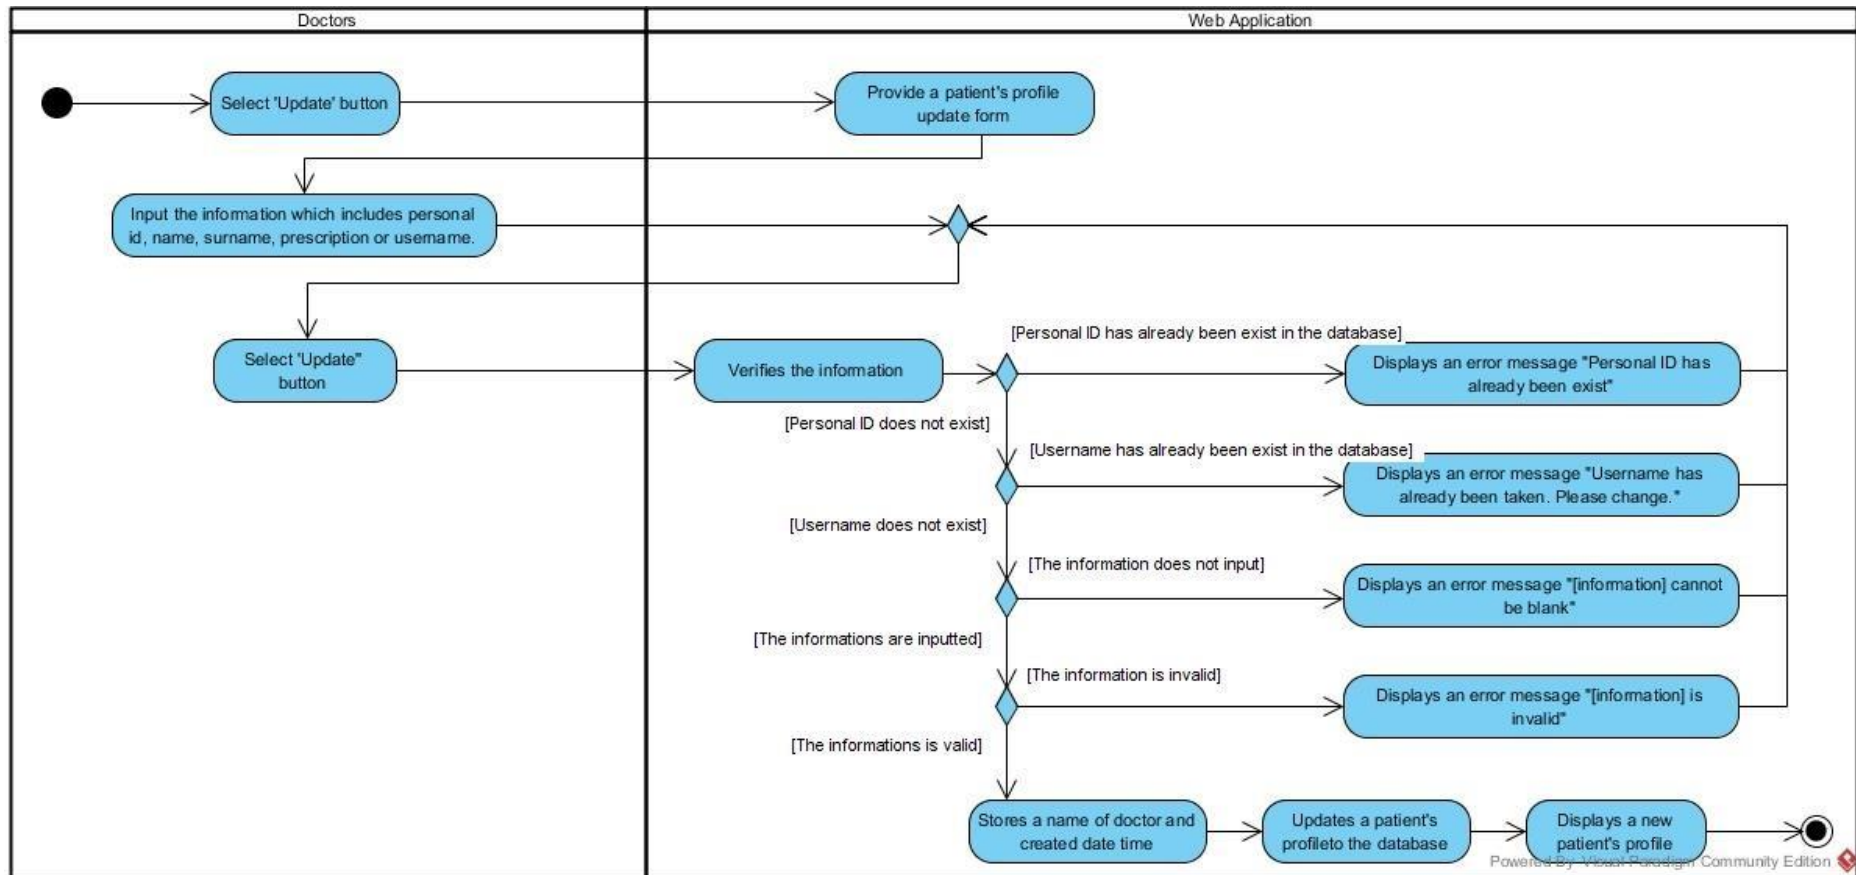 Doctors
Web Application
Select 'Update' button
Provide a patient's profile
update form
Input the information which includes personal
id, name, surname, prescription or username.
[Personal ID has already been exist in the database]
Select 'Update"
button
Verifies the information
Displays an error message "Personal ID has
already been exist"
[Personal ID does not exist]
[Username has already been exist in the database]
Displays an error message "Username has
already been taken. Please change."
[Username does not exist]
[The information does not input]
Displays an error message "[information] cannot
be blank"
[The informations are inputted]
[The information is invalid]
Displays an error message "[information] is
invalid"
[The informations is valid]
Stores a name of doctor and
created date time
Updates a patient's
profileto the database
Displays a new
patient's profile
Powered By Visual Paradigm Community Edition